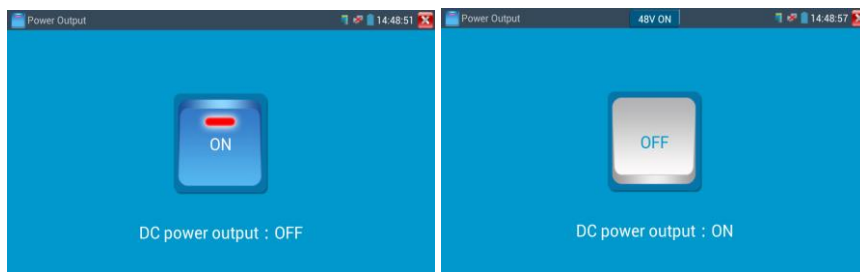 Power Output
14:48:51
ON
DC power output：OFF
Power Output
48V ON
14:48:57
OFF
DC power output：ON